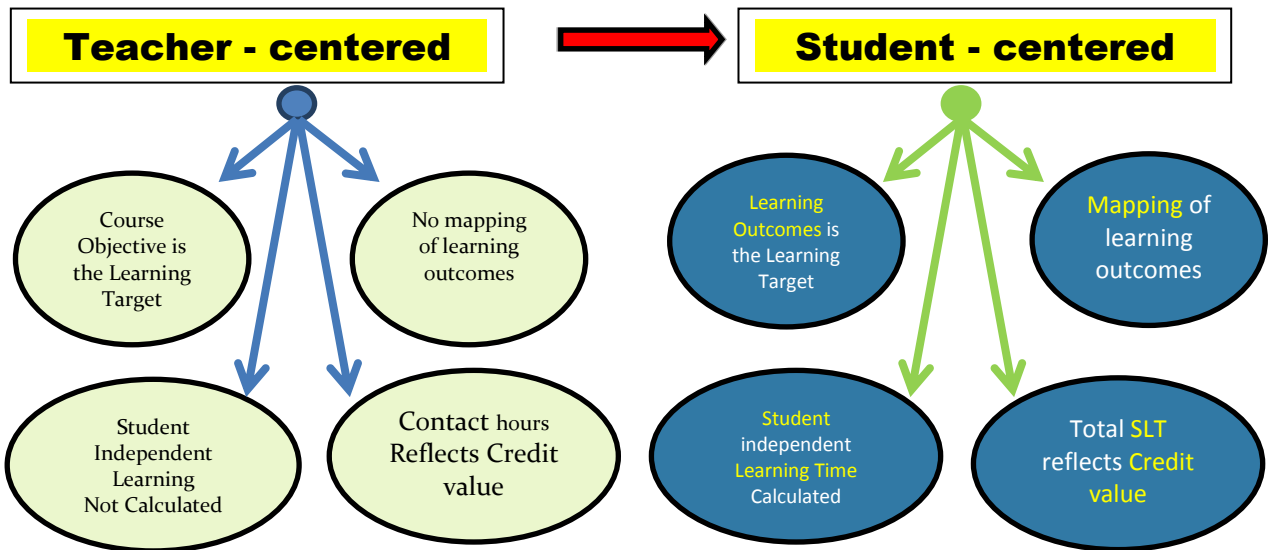 Teacher - centered
Student - centered
Course
Objective is
the Learning
Target
No mapping
of learning
outcomes
Learning
Outcomes is
the Learning
Target
Mapping of
learning
outcomes
Student
Independent
Learning
Not Calculated
Contact hours
Reflects Credit
value
Student
independent
Learning Time
Calculated
Total SLT
reflects Credit
value